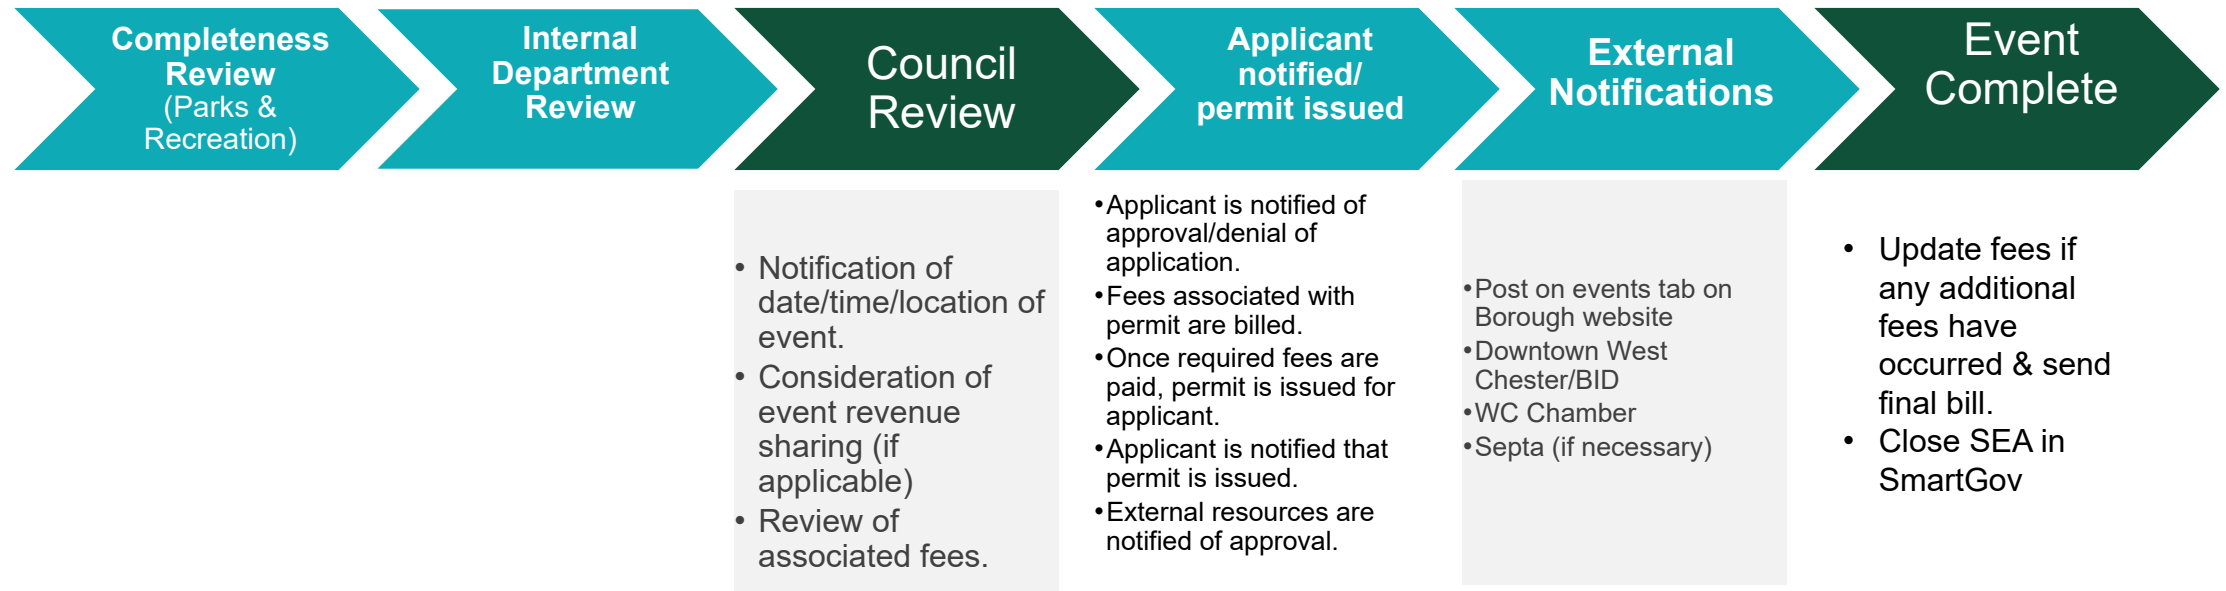 Completeness
Review
(Parks &
Recreation)
Internal
Department
Review
Council
Review
Applicant
notified/
permit issued
External
Notifications
Event
Complete
• Notification of
date/time/location of
event.
• Consideration of
event revenue
sharing (if
applicable)
• Review of
associated fees.
•Applicant is notified of
approval/denial of
application.
•Fees associated with
permit are billed.
•Once required fees are
paid, permit is issued for
applicant.
•Applicant is notified that
permit is issued.
•External resources are
notified of approval.
•Post on events tab on
Borough website
•Downtown West
Chester/BID
•WC Chamber
•Septa (if necessary)
• Update fees if
any additional
fees have
occurred & send
final bill.
• Close SEA in
SmartGov